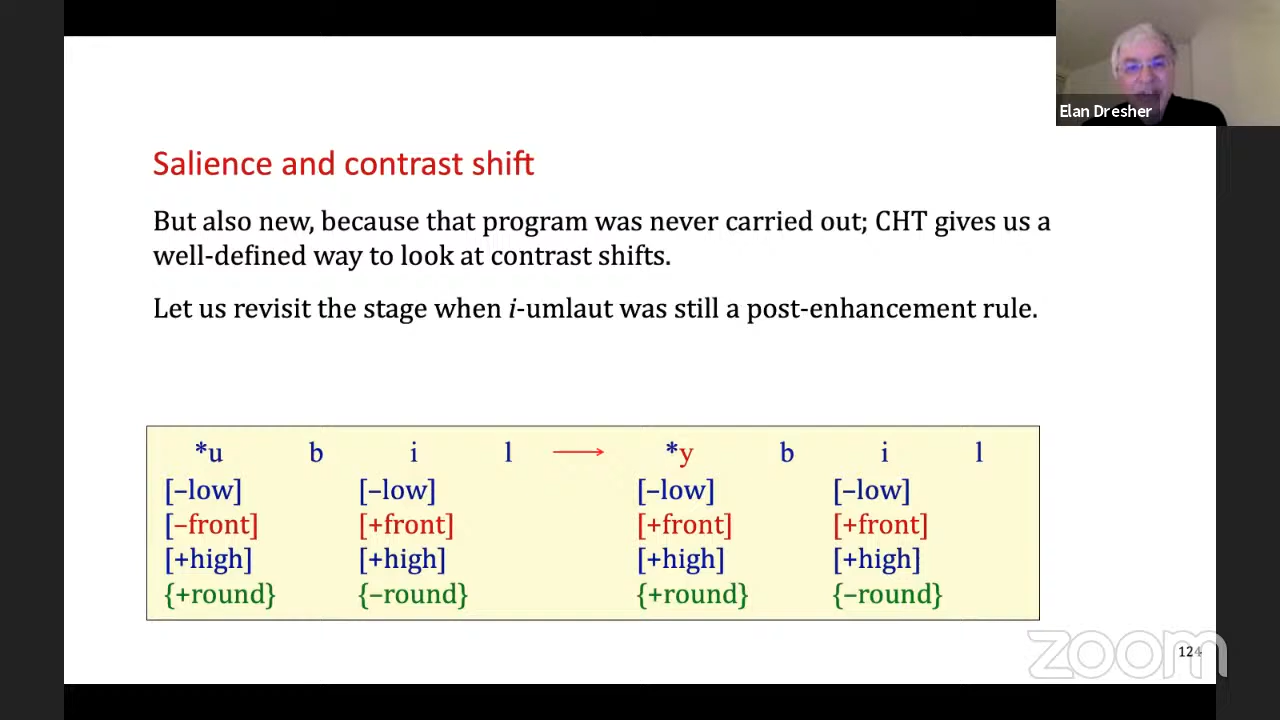 Elan Dresher
Salience and contrast shift
But also new, because that program was never carried out; CHT gives us a
well-defined way to look at contrast shifts.
Let us revisit the stage when i-umlaut was still a post-enhancement rule.
*u b i l → *y b i l
[–low] [–low] [–low] [–low]
[–front] [+front] [+front] [+front]
[+high] [+high] [+high] [+high]
{+round} {–round} {+round} {–round}
zoom
124